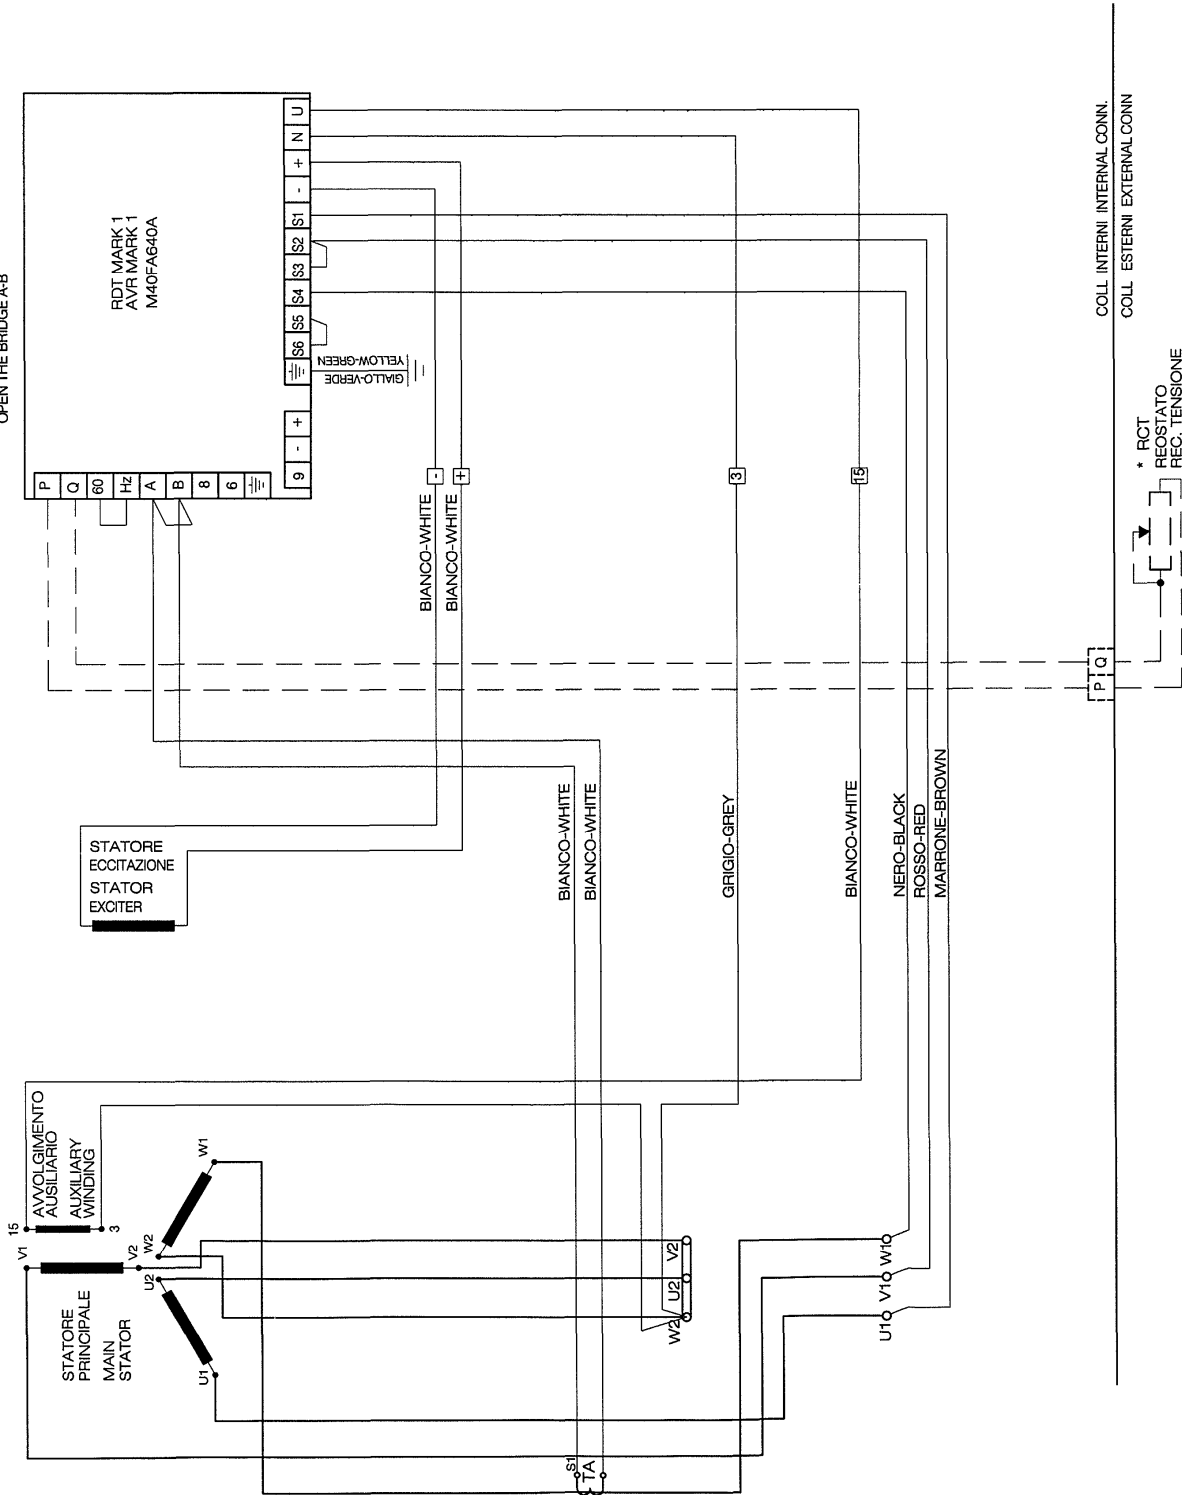 OPEN THE BRIDGE A-B
RDT MARK 1
AVR MARK 1
M40FA640A
P
Q
60
Hz
A
B
8
6
9
-
+
S6
S5
S4
S3
S2
S1
-
+
N
U
GIALLO-VERDE
YELLOW-GREEN
STATORE
ECCITAZIONE
STATOR
EXCITER
BIANCO-WHITE
-
BIANCO-WHITE
+
BIANCO-WHITE
BIANCO-WHITE
GRIGIO-GREY
3
BIANCO-WHITE
15
NERO-BLACK
ROSSO-RED
MARRONE-BROWN
15
AVVOLGIMENTO
AUSILIARIO
AUXILIARY
WINDING
3
V1
V2
W2
W1
U2
U1
STATORE
PRINCIPALE
MAIN
STATOR
S1
TA
W2
U2
V2
U1
V1
W1
COLL INTERNI INTERNAL CONN.
COLL ESTERNI EXTERNAL CONN
P
Q
* RCT
REOSTATO
REC. TENSIONE